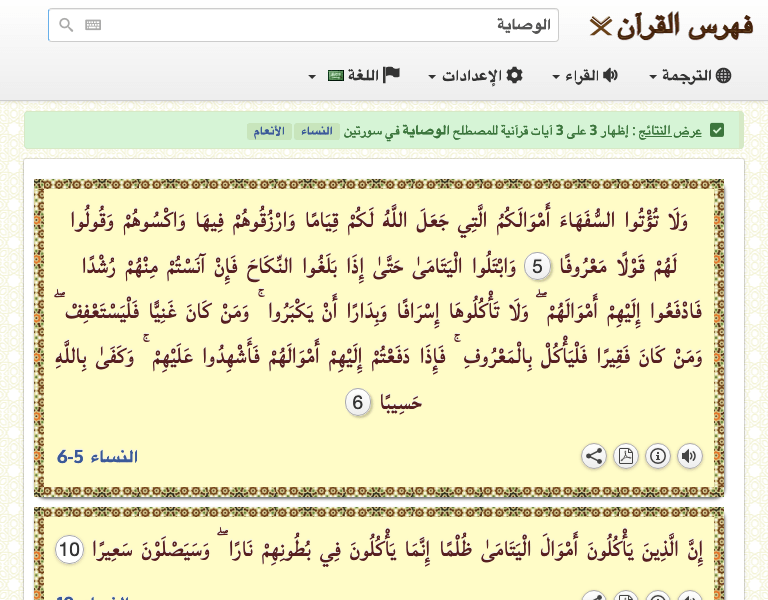 فهرس القرآن
الوصاية
الترجمة القراء الإعدادات اللغة
عرض النتائج : إظهار 3 على 3 آيات قرآنية للمصطلح الوصاية في سورتين النساء الأنعام
وَلَا تُؤْتُوا السُّفَهَاءَ أَمْوَالَكُمُ الَّتِي جَعَلَ اللَّهُ لَكُمْ قِيَامًا وَارْزُقُوهُمْ فِيهَا وَاكْسُوهُمْ وَقُولُوا
لَهُمْ قَوْلًا مَعْرُوفًا 5 وَابْتَلُوا الْيَتَامَىٰ حَتَّىٰ إِذَا بَلَغُوا النِّكَاحَ فَإِنْ آنَسْتُمْ مِنْهُمْ رُشْدًا
فَادْفَعُوا إِلَيْهِمْ أَمْوَالَهُمْ ۖ وَلَا تَأْكُلُوهَا إِسْرَافًا وَبِدَارًا أَنْ يَكْبَرُوا ۚ وَمَنْ كَانَ غَنِيًّا فَلْيَسْتَعْفِفْ ۖ
وَمَنْ كَانَ فَقِيرًا فَلْيَأْكُلْ بِالْمَعْرُوفِ ۚ فَإِذَا دَفَعْتُمْ إِلَيْهِمْ أَمْوَالَهُمْ فَأَشْهِدُوا عَلَيْهِمْ ۚ وَكَفَىٰ بِاللَّهِ
حَسِيبًا 6
النساء 5-6
إِنَّ الَّذِينَ يَأْكُلُونَ أَمْوَالَ الْيَتَامَىٰ ظُلْمًا إِنَّمَا يَأْكُلُونَ فِي بُطُونِهِمْ نَارًا ۖ وَسَيَصْلَوْنَ سَعِيرًا 10
النساء 10